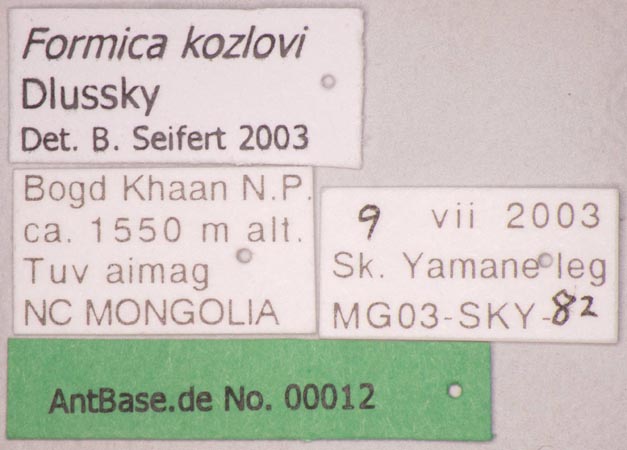 Formica kozlovi
Dlussky
Det. B. Seifert 2003
Bogd Khaan N.P.
ca. 1550 m alt.
Tuv aimag
NC MONGOLIA
9 vii 2003
Sk. Yamane leg
MG03-SKY-82
AntBase.de No. 00012